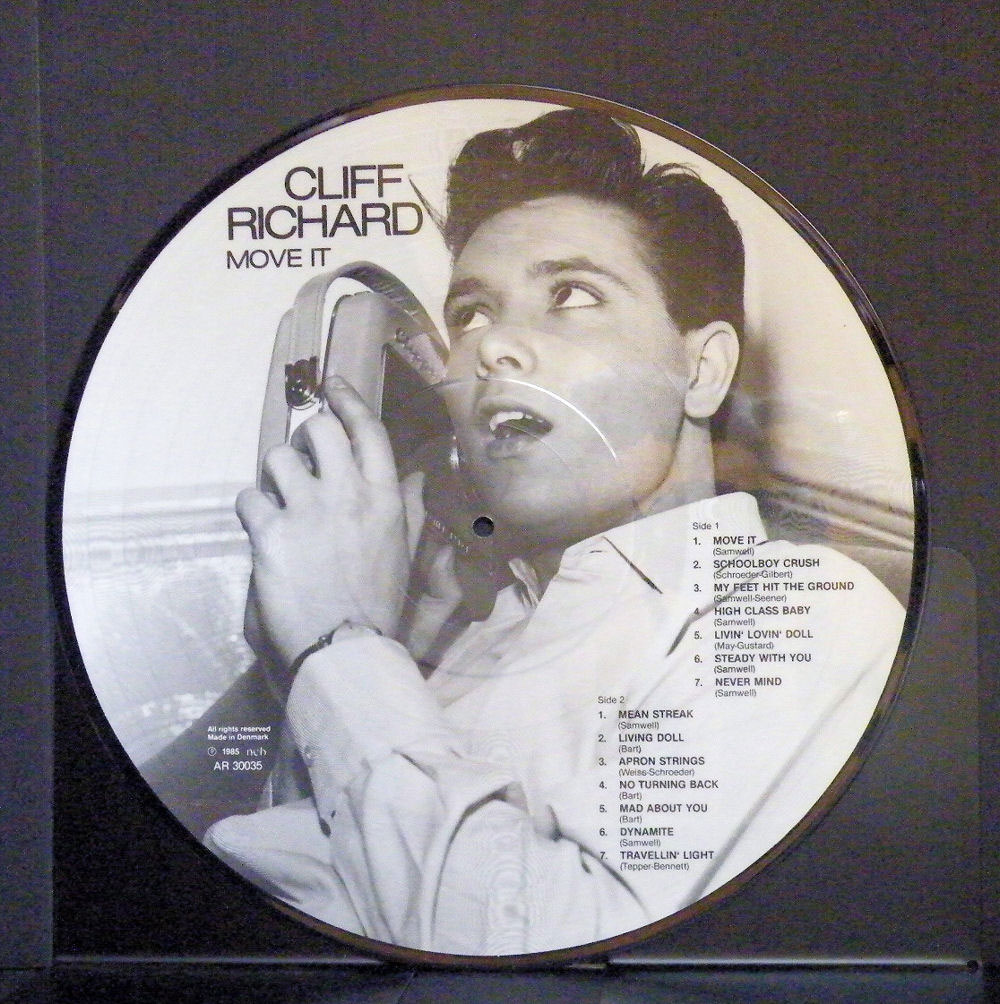 CLIFF
RICHARD
MOVE IT
Side 1
1. MOVE IT
(Samwell)
2. SCHOOLBOY CRUSH
(Schroeder-Gilbert)
3. MY FEET HIT THE GROUND
(Samwell-Seener)
4. HIGH CLASS BABY
(Samwell)
5. LIVIN' LOVIN' DOLL
(May-Gustard)
6. STEADY WITH YOU
(Samwell)
7. NEVER MIND
(Samwell)
Side 2
1. MEAN STREAK
(Samwell)
2. LIVING DOLL
(Bart)
3. APRON STRINGS
(Weiss-Schroeder)
4. NO TURNING BACK
(Bart)
5. MAD ABOUT YOU
(Bart)
6. DYNAMITE
(Samwell)
7. TRAVELLIN' LIGHT
(Tepper-Bennett)
All rights reserved
Made in Denmark
℗ 1985 ncb
AR 30035